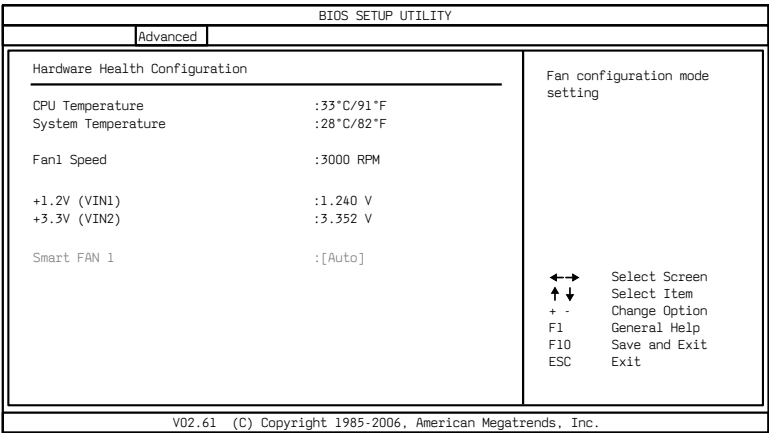 BIOS SETUP UTILITY
Advanced
Hardware Health Configuration
CPU Temperature :33°C/91°F
System Temperature :28°C/82°F
Fan1 Speed :3000 RPM
+1.2V (VIN1) :1.240 V
+3.3V (VIN2) :3.352 V
Smart FAN 1 :[Auto]
Fan configuration mode
setting
←→ Select Screen
↑↓ Select Item
+ - Change Option
F1 General Help
F10 Save and Exit
ESC Exit
V02.61 (C) Copyright 1985-2006, American Megatrends, Inc.